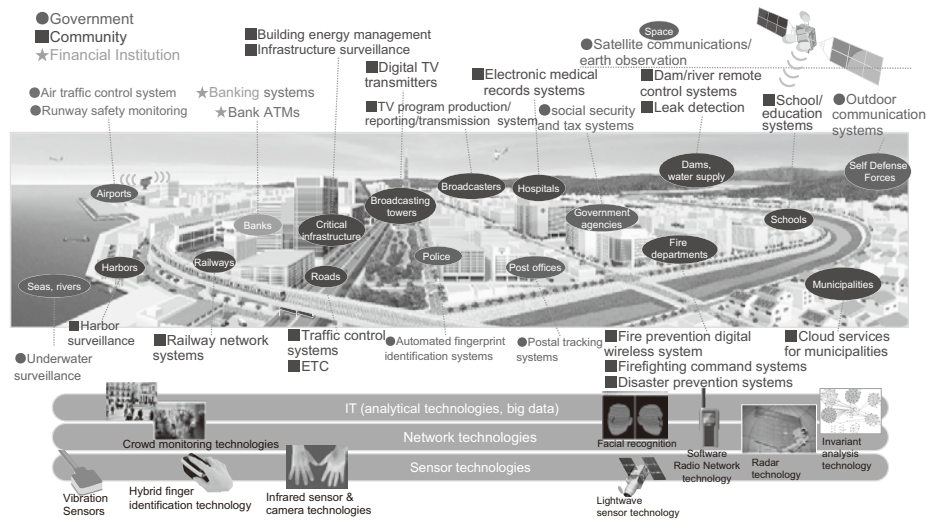 ●Government
■Community
★Financial Institution
■Building energy management
■Infrastructure surveillance
Space
●Satellite communications/
earth observation
■Digital TV
transmitters
■Electronic medical
records systems
■Dam/river remote
control systems
■Leak detection
●Air traffic control system
●Runway safety monitoring
★Banking systems
★Bank ATMs
■TV program production/
reporting/transmission system
●social security
and tax systems
■School/
education
systems
●Outdoor
communication
systems
Airports
Banks
Critical
infrastructure
Broadcasting
towers
Broadcasters
Hospitals
Government
agencies
Dams,
water supply
Schools
Self Defense
Forces
Seas, rivers
Harbors
Railways
Roads
Police
Post offices
Fire
departments
Municipalities
●Underwater
surveillance
■Harbor
surveillance
■Railway network
systems
■Traffic control
systems
■ETC
●Automated fingerprint
identification systems
●Postal tracking
systems
■Fire prevention digital
wireless system
■Firefighting command systems
■Disaster prevention systems
■Cloud services
for municipalities
IT (analytical technologies, big data)
Network technologies
Sensor technologies
Crowd monitoring technologies
Facial recognition
Software
Radio Network
technology
Radar
technology
Invariant
analysis
technology
Vibration
Sensors
Hybrid finger
identification technology
Infrared sensor &
camera technologies
Lightwave
sensor technology